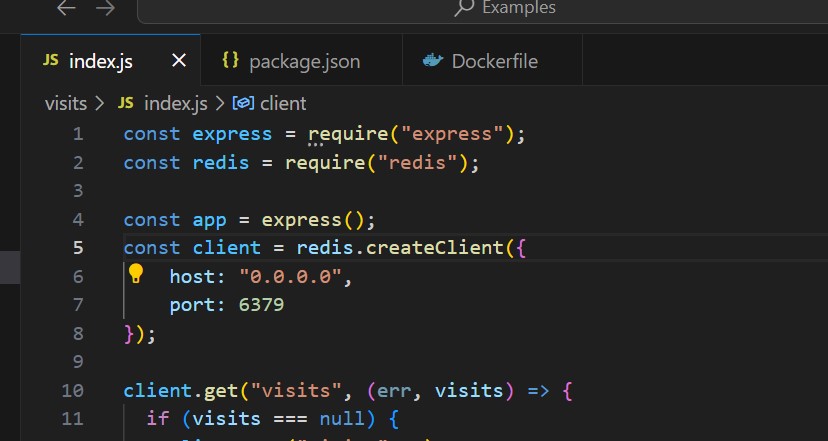 Examples
JS index.js × {} package.json Dockerfile
visits > JS index.js > client
1 const express = require("express");
2 const redis = require("redis");
3
4 const app = express();
5 const client = redis.createClient({
6 host: "0.0.0.0",
7 port: 6379
8 });
9
10 client.get("visits", (err, visits) => {
11 if (visits === null) {